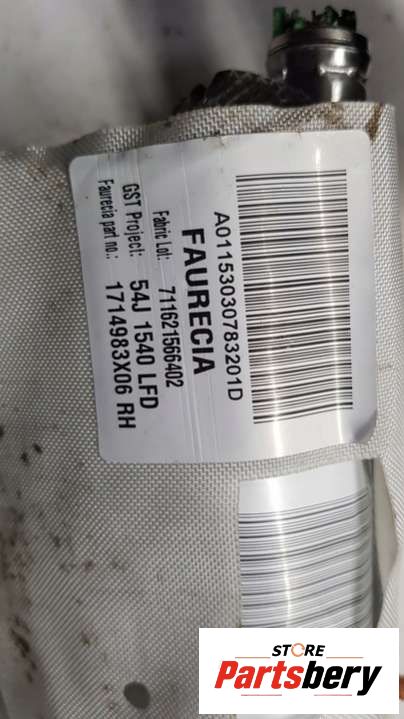 A01153030783201D
FAURECIA
Fabric Lot: 711621566402
GST Project: 54J 1540 LFD
Faurecia part no.: 1714983X06 RH
STORE
Partsbery